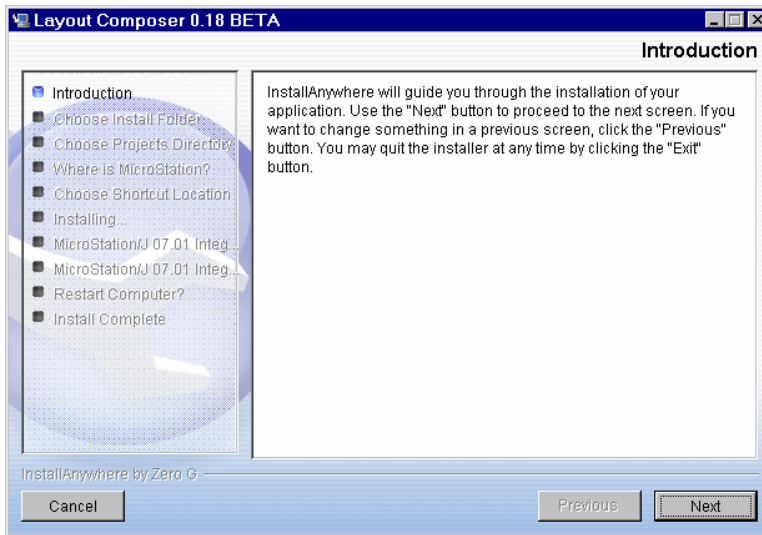 Layout Composer 0.18 BETA
Introduction
Introduction
Choose Install Folder
Choose Projects Directory
Where is MicroStation?
Choose Shortcut Location
Installing...
MicroStation/J 07.01 Integ...
MicroStation/J 07.01 Integ...
Restart Computer?
Install Complete
InstallAnywhere will guide you through the installation of your
application. Use the "Next" button to proceed to the next screen. If you
want to change something in a previous screen, click the "Previous"
button. You may quit the installer at any time by clicking the "Exit"
button.
InstallAnywhere by Zero G
Cancel
Previous
Next